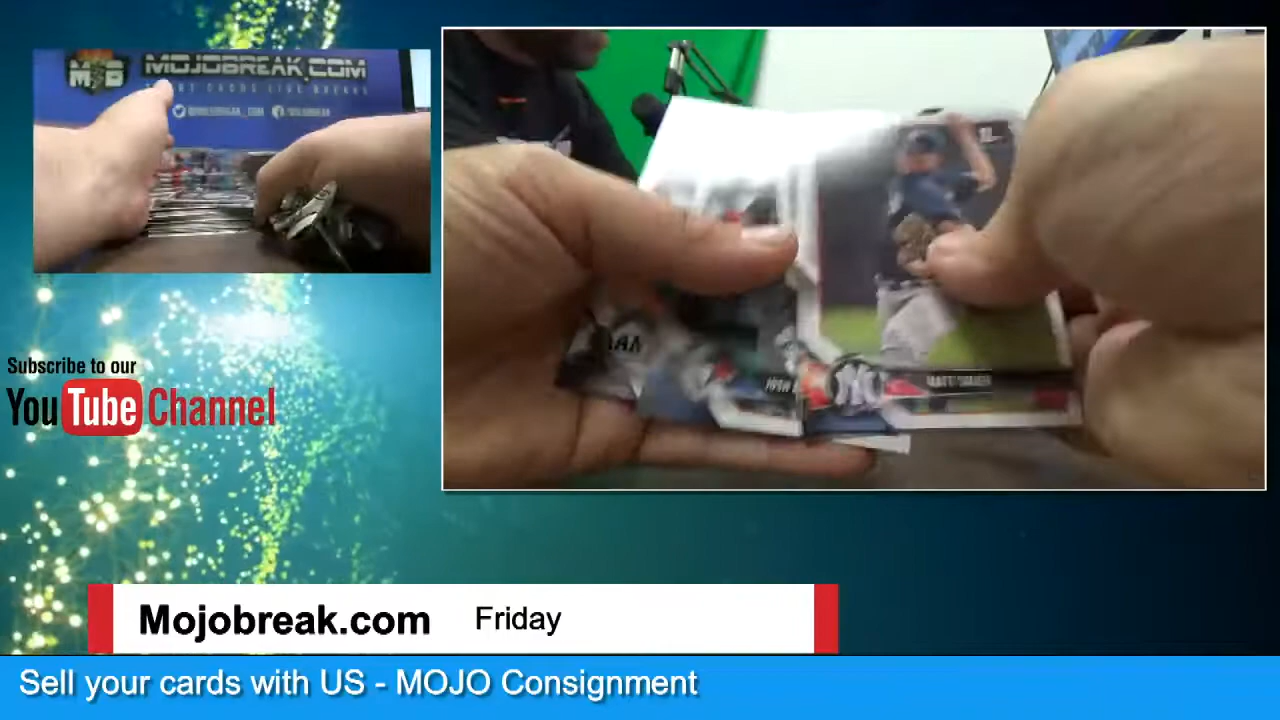 MOJOBREAK.COM
Subscribe to our
YouTube Channel
Mojobreak.com Friday
Sell your cards with US - MOJO Consignment